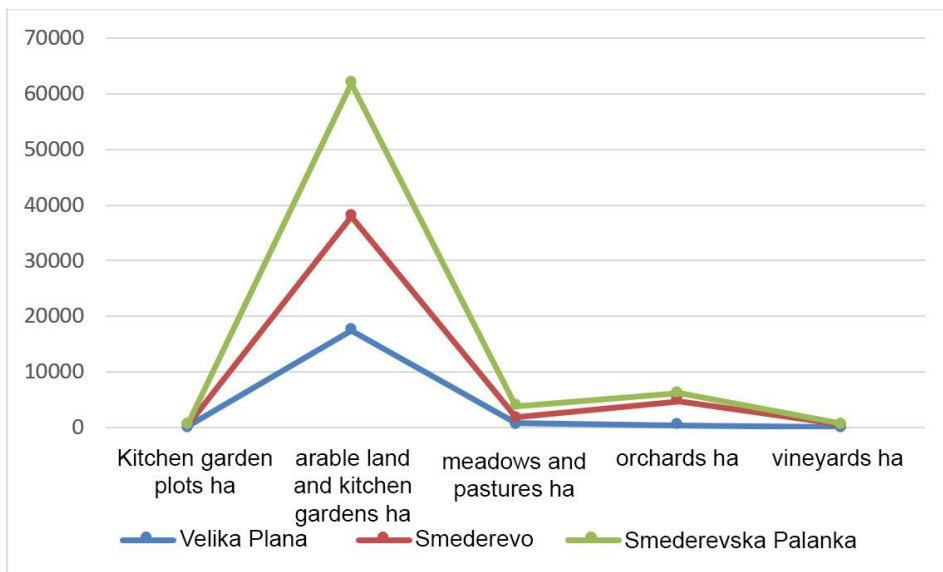 70000
60000
50000
40000
30000
20000
10000
0
Kitchen garden
plots ha
arable land
and kitchen
gardens ha
meadows and
pastures ha
orchards ha
vineyards ha
Velika Plana
Smederevo
Smederevska Palanka